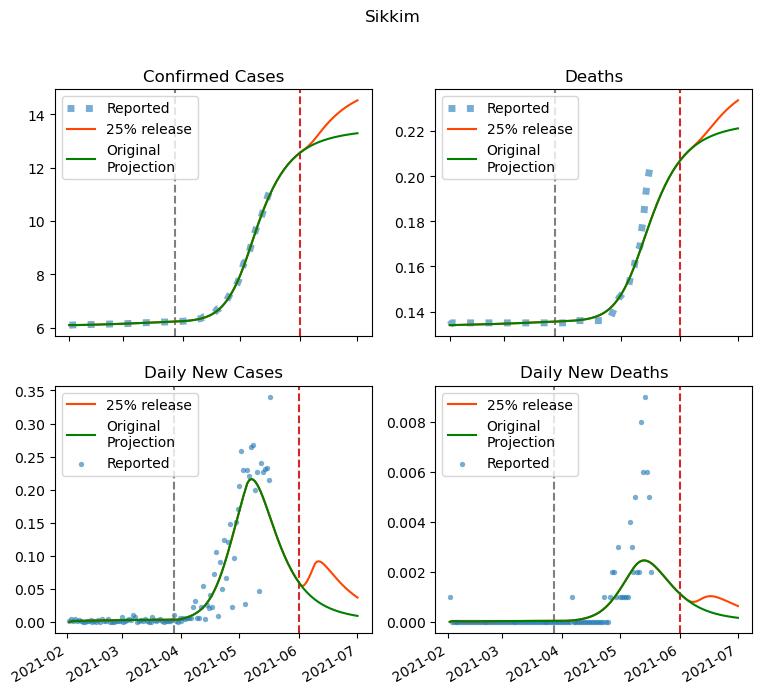 Sikkim
Confirmed Cases
Reported
25% release
Original
Projection
14
12
10
8
6
Deaths
Reported
25% release
Original
Projection
0.22
0.20
0.18
0.16
0.14
Daily New Cases
25% release
Original
Projection
Reported
0.35
0.30
0.25
0.20
0.15
0.10
0.05
0.00
2021-02
2021-03
2021-04
2021-05
2021-06
2021-07
Daily New Deaths
25% release
Original
Projection
Reported
0.008
0.006
0.004
0.002
0.000
2021-02
2021-03
2021-04
2021-05
2021-06
2021-07